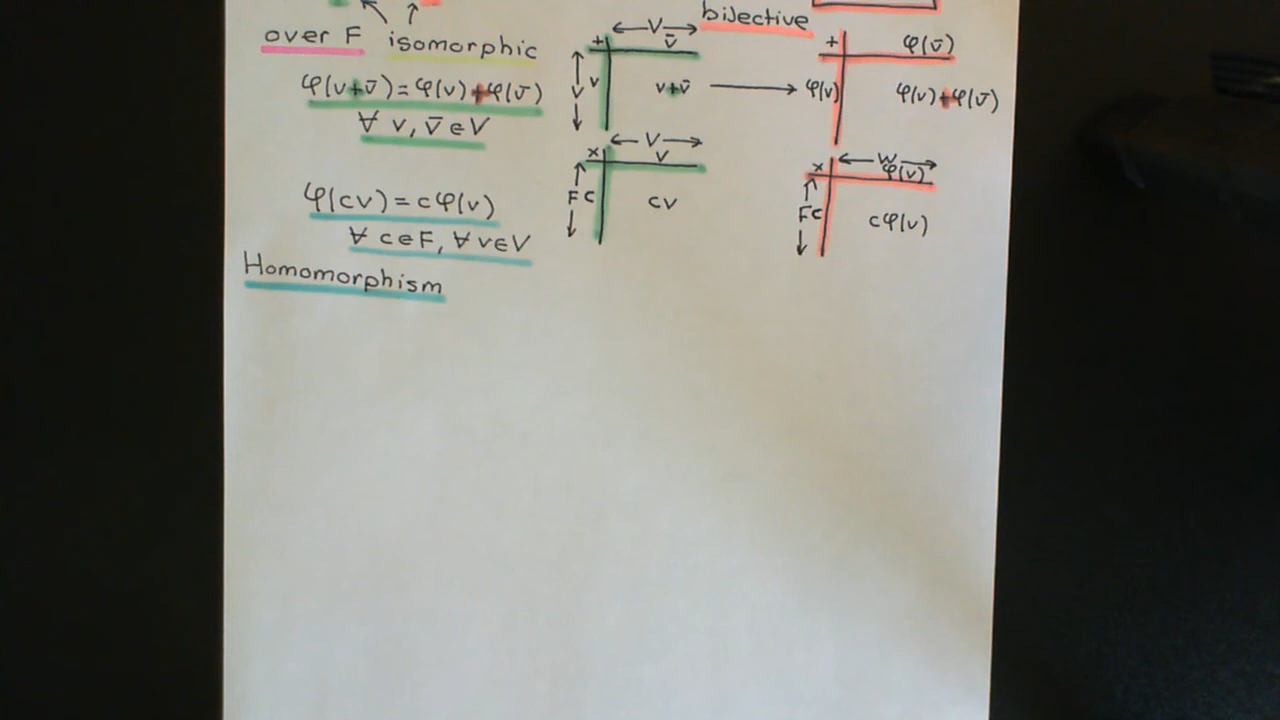 over F isomorphic
φ(v+v̄)=φ(v)+φ(v̄)
∀ v, v̄ ∈ V
φ(cv)=cφ(v)
∀ c∈F, ∀ v∈V
Homomorphism
←V→
+ v̄
V v v+v̄
←V→
x v
F c cv
bijective
+ φ(v̄)
φ(v) φ(v)+φ(v̄)
←W→
x φ(v)
F c cφ(v)